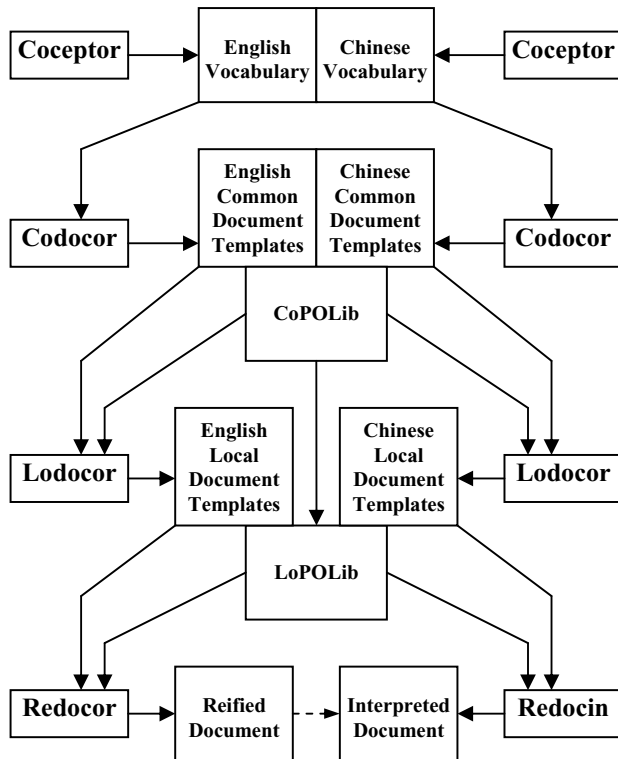 Coceptor
English
Vocabulary
Chinese
Vocabulary
Coceptor
English
Common
Document
Templates
Chinese
Common
Document
Templates
Codocor
Codocor
CoPOLib
English
Local
Document
Templates
Chinese
Local
Document
Templates
Lodocor
Lodocor
LoPOLib
Redocor
Reified
Document
Interpreted
Document
Redocin